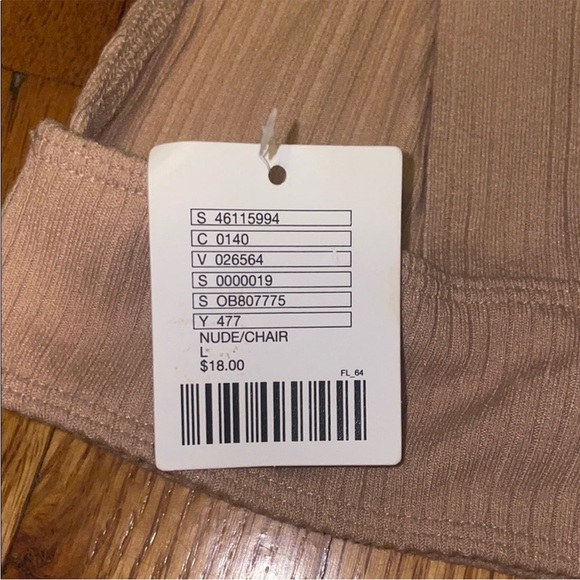 S 46115994
C 0140
V 026564
S 0000019
S OB807775
Y 477
NUDE/CHAIR
L
$18.00
FL_64